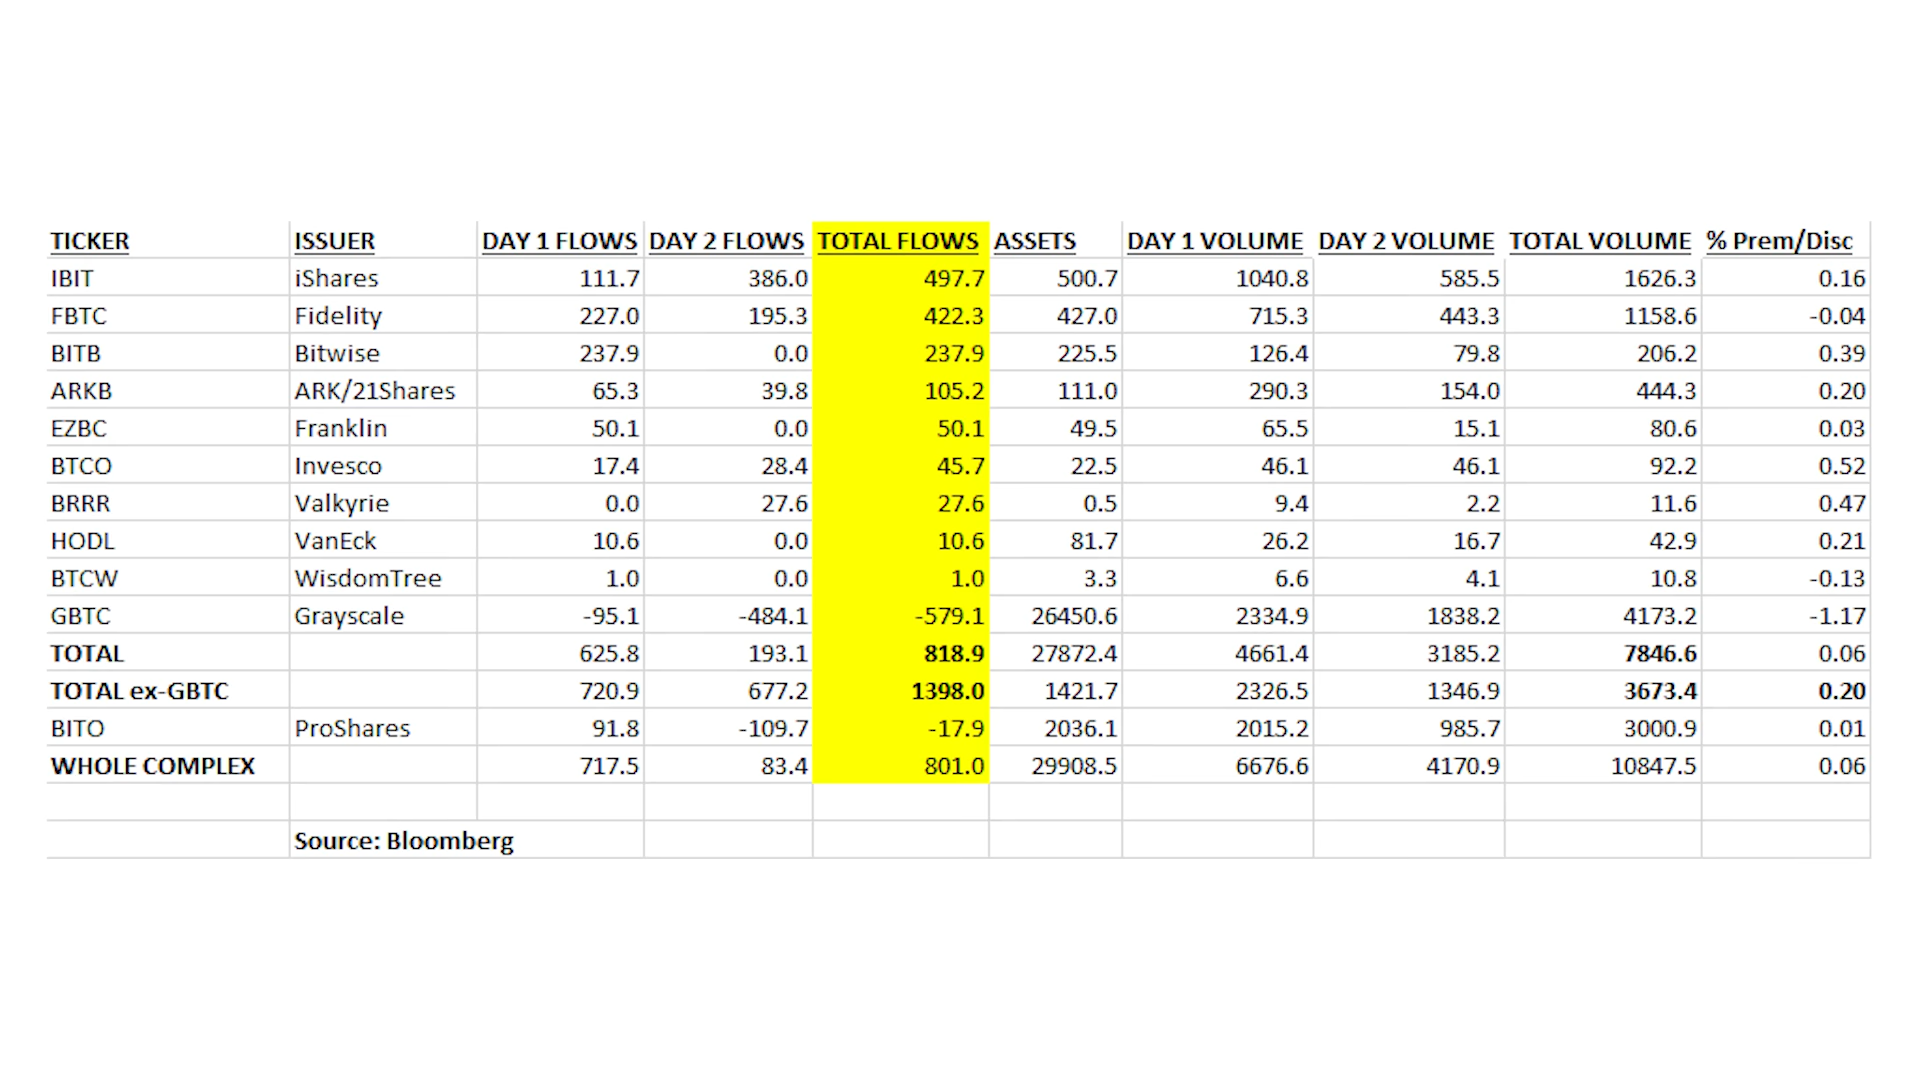 TICKER ISSUER DAY 1 FLOWS DAY 2 FLOWS TOTAL FLOWS ASSETS DAY 1 VOLUME DAY 2 VOLUME TOTAL VOLUME % Prem/Disc
IBIT iShares 111.7 386.0 497.7 500.7 1040.8 585.5 1626.3 0.16
FBTC Fidelity 227.0 195.3 422.3 427.0 715.3 443.3 1158.6 -0.04
BITB Bitwise 237.9 0.0 237.9 225.5 126.4 79.8 206.2 0.39
ARKB ARK/21Shares 65.3 39.8 105.2 111.0 290.3 154.0 444.3 0.20
EZBC Franklin 50.1 0.0 50.1 49.5 65.5 15.1 80.6 0.03
BTCO Invesco 17.4 28.4 45.7 22.5 46.1 46.1 92.2 0.52
BRRR Valkyrie 0.0 27.6 27.6 0.5 9.4 2.2 11.6 0.47
HODL VanEck 10.6 0.0 10.6 81.7 26.2 16.7 42.9 0.21
BTCW WisdomTree 1.0 0.0 1.0 3.3 6.6 4.1 10.8 -0.13
GBTC Grayscale -95.1 -484.1 -579.1 26450.6 2334.9 1838.2 4173.2 -1.17
TOTAL 625.8 193.1 818.9 27872.4 4661.4 3185.2 7846.6 0.06
TOTAL ex-GBTC 720.9 677.2 1398.0 1421.7 2326.5 1346.9 3673.4 0.20
BITO ProShares 91.8 -109.7 -17.9 2036.1 2015.2 985.7 3000.9 0.01
WHOLE COMPLEX 717.5 83.4 801.0 29908.5 6676.6 4170.9 10847.5 0.06
Source: Bloomberg